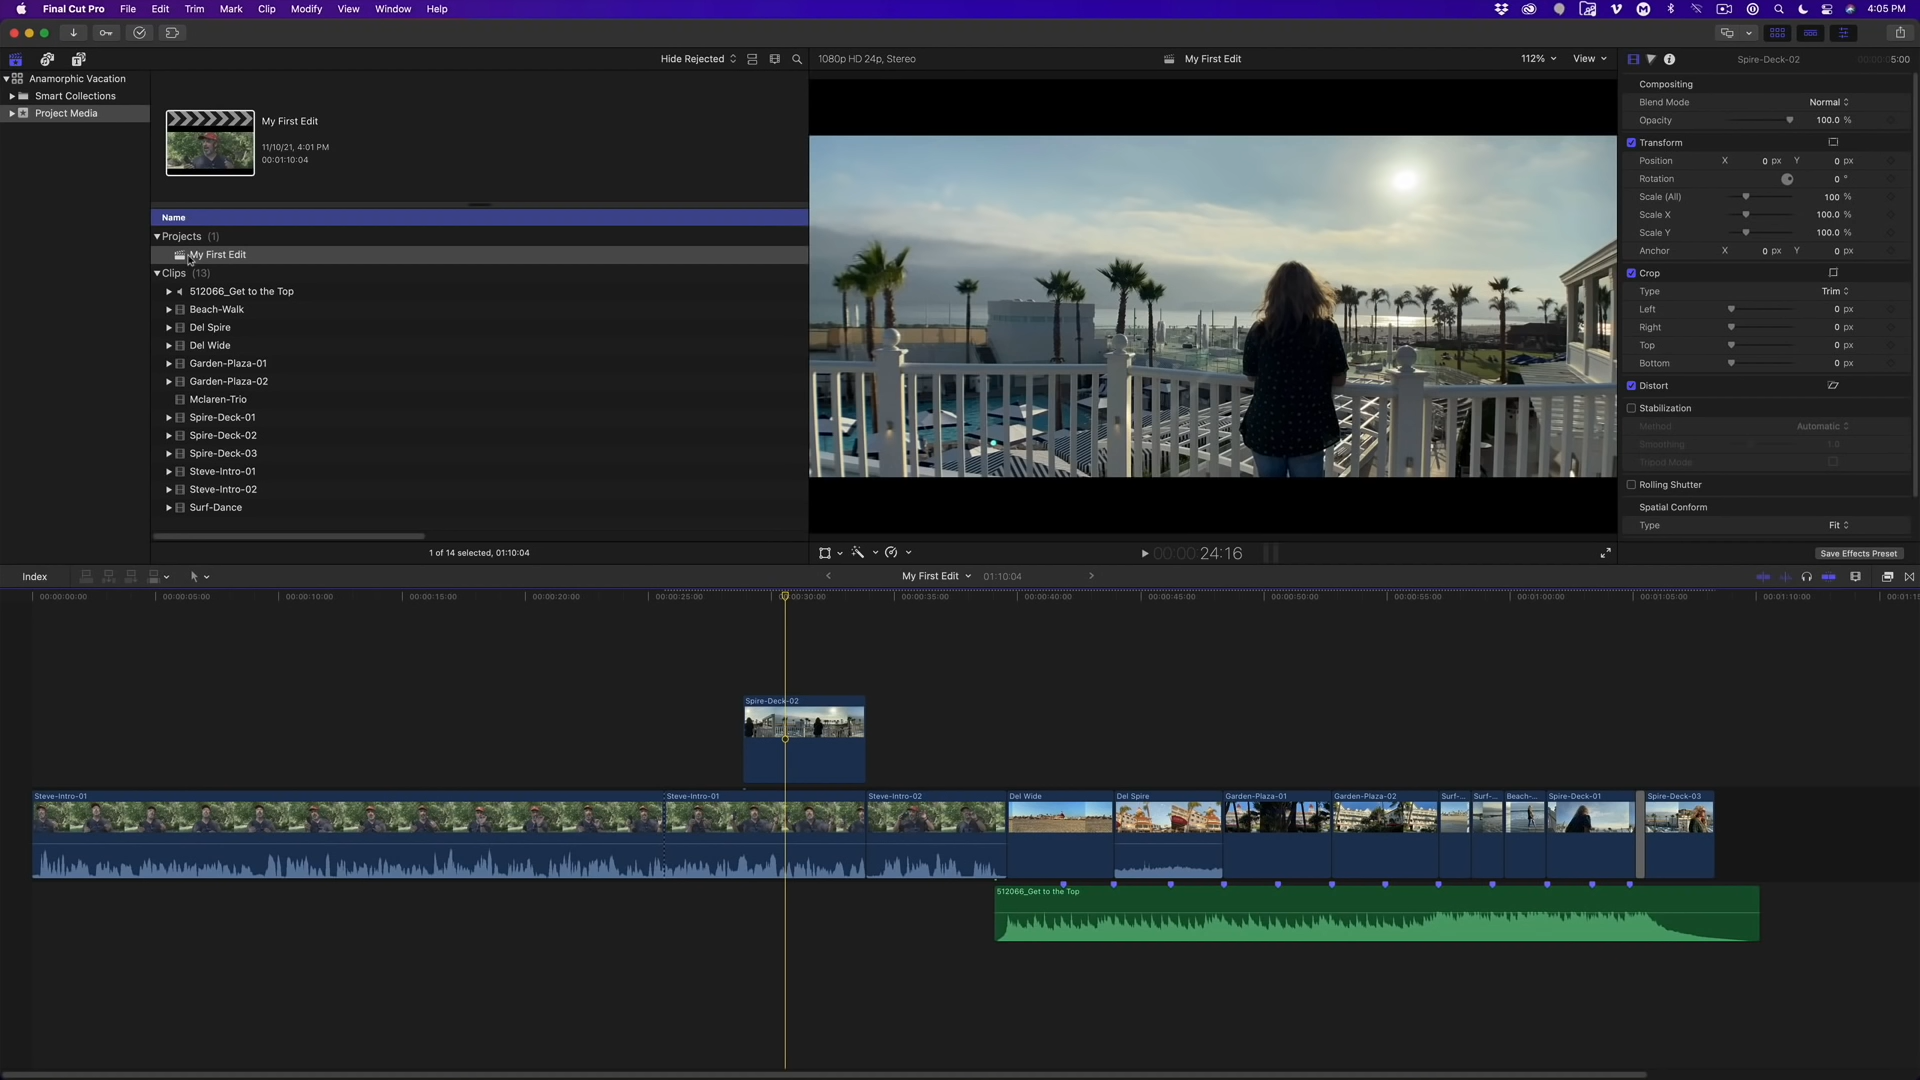 Final Cut Pro File Edit Trim Mark Clip Modify View Window Help 4:05 PM
Hide Rejected 1080p HD 24p, Stereo My First Edit 112% View Spire-Deck-02 5:00
Anamorphic Vacation
Smart Collections
Project Media
My First Edit
11/10/21, 4:01 PM
00:01:10:04
Name
Projects (1)
My First Edit
Clips (13)
512066_Get to the Top
Beach-Walk
Del Spire
Del Wide
Garden-Plaza-01
Garden-Plaza-02
Mclaren-Trio
Spire-Deck-01
Spire-Deck-02
Spire-Deck-03
Steve-Intro-01
Steve-Intro-02
Surf-Dance
1 of 14 selected, 01:10:04
00:00:24:16
Compositing
Blend Mode Normal
Opacity 100.0 %
Transform
Position X 0 px Y 0 px
Rotation 0 °
Scale (All) 100 %
Scale X 100.0 %
Scale Y 100.0 %
Anchor X 0 px Y 0 px
Crop
Type Trim
Left 0 px
Right 0 px
Top 0 px
Bottom 0 px
Distort
Stabilization
Method Automatic
Smoothing 1.0
Tripod Mode
Rolling Shutter
Spatial Conform
Type Fit
Save Effects Preset
Index My First Edit 01:10:04
00:00:00:00 00:00:05:00 00:00:10:00 00:00:15:00 00:00:20:00 00:00:25:00 00:00:30:00 00:00:35:00 00:00:40:00 00:00:45:00 00:00:50:00 00:00:55:00 00:01:00:00 00:01:05:00 00:01:10:00 00:01:15
Spire-Deck-02
Steve-Intro-01 Steve-Intro-01 Steve-Intro-02 Del Wide Del Spire Garden-Plaza-01 Garden-Plaza-02 Surf-... Surf-... Beach-... Spire-Deck-01 Spire-Deck-03
512066_Get to the Top